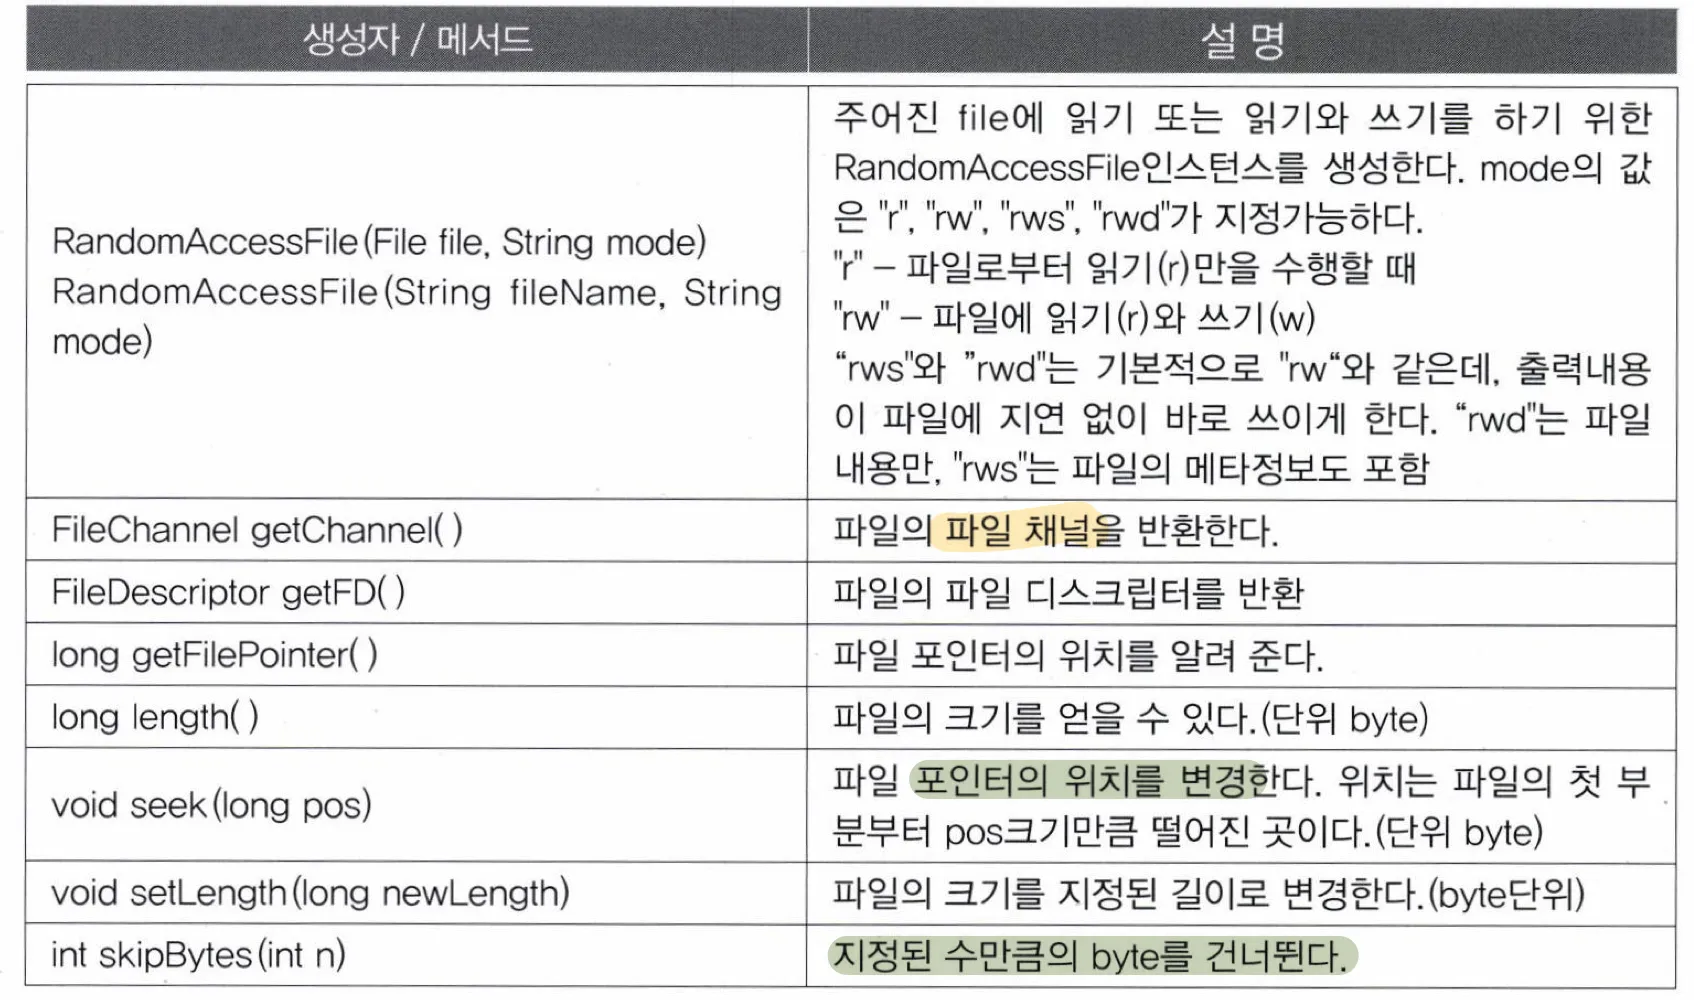 생성자 / 메서드
설 명
RandomAccessFile(File file, String mode)
RandomAccessFile(String fileName, String
mode)
주어진 file에 읽기 또는 읽기와 쓰기를 하기 위한
RandomAccessFile인스턴스를 생성한다. mode의 값
은 "r", "rw", "rws", "rwd"가 지정가능하다.
"r" – 파일로부터 읽기(r)만을 수행할 때
"rw" – 파일에 읽기(r)와 쓰기(w)
“rws"와 ”rwd"는 기본적으로 "rw“와 같은데, 출력내용
이 파일에 지연 없이 바로 쓰이게 한다. “rwd"는 파일
내용만, "rws"는 파일의 메타정보도 포함
FileChannel getChannel( )
파일의 파일 채널을 반환한다.
FileDescriptor getFD( )
파일의 파일 디스크립터를 반환
long getFilePointer( )
파일 포인터의 위치를 알려 준다.
long length( )
파일의 크기를 얻을 수 있다.(단위 byte)
void seek(long pos)
파일 포인터의 위치를 변경한다. 위치는 파일의 첫 부
분부터 pos크기만큼 떨어진 곳이다.(단위 byte)
void setLength(long newLength)
파일의 크기를 지정된 길이로 변경한다.(byte단위)
int skipBytes(int n)
지정된 수만큼의 byte를 건너뛴다.